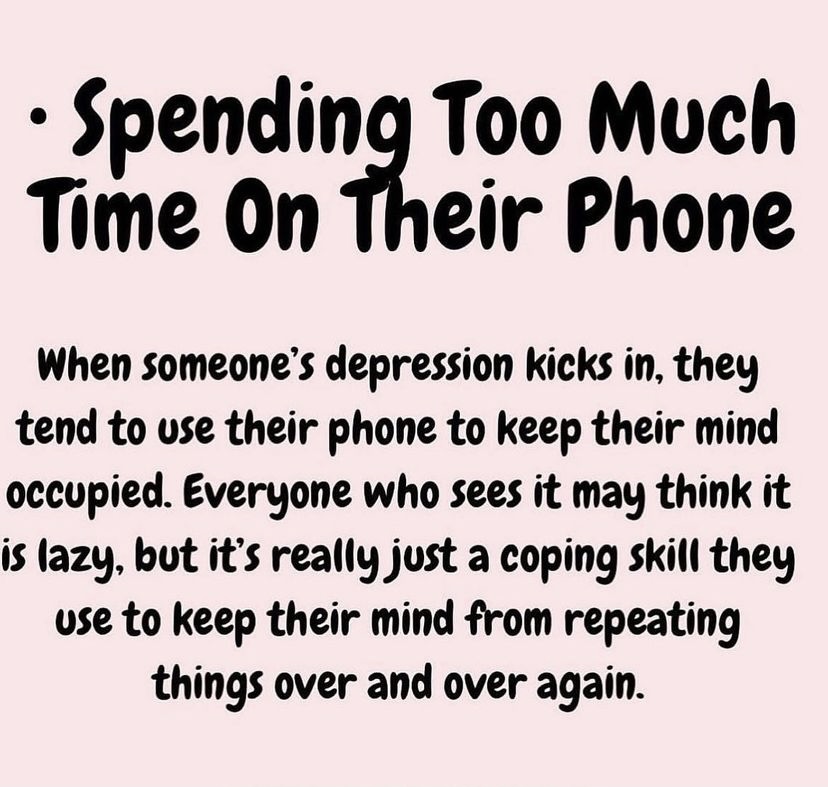 • Spending Too Much
Time On Their Phone
When someone’s depression kicks in, they
tend to use their phone to keep their mind
occupied. Everyone who sees it may think it
is lazy, but it’s really just a coping skill they
use to keep their mind from repeating
things over and over again.